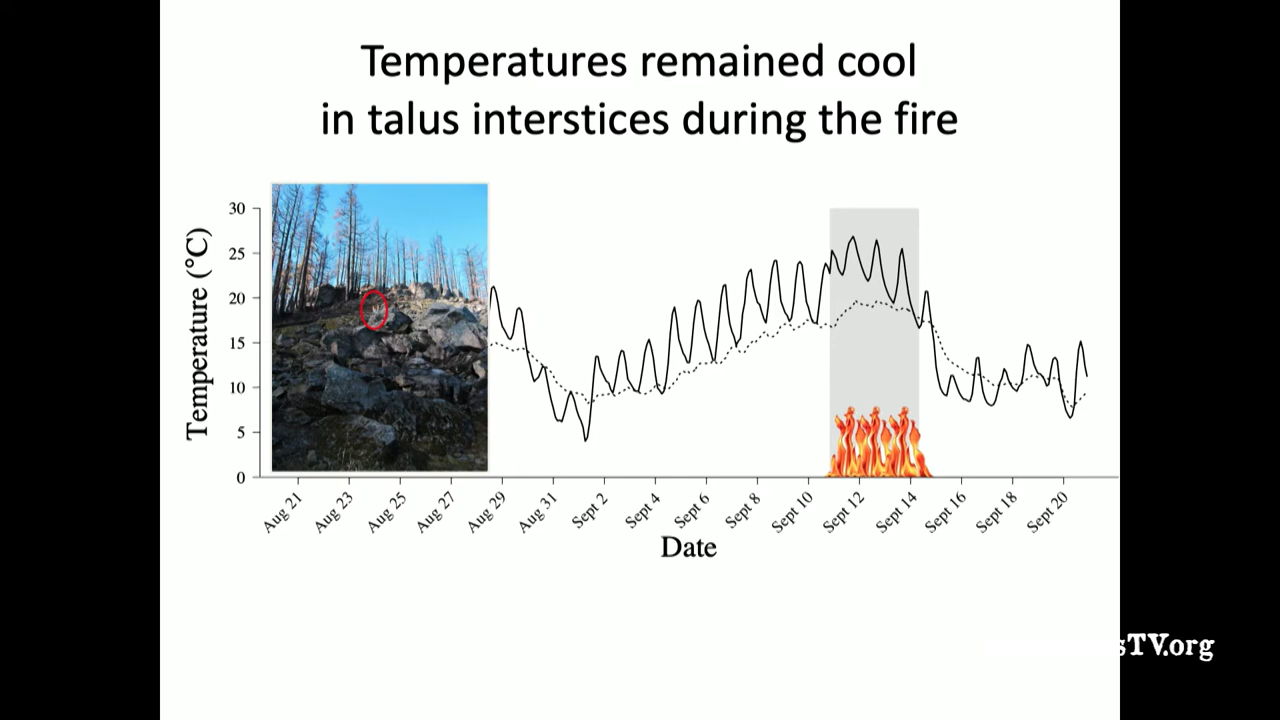 Temperatures remained cool
in talus interstices during the fire
30
25
20
15
10
5
0
Temperature (°C)
Aug 21
Aug 23
Aug 25
Aug 27
Aug 29
Aug 31
Sept 2
Sept 4
Sept 6
Sept 8
Sept 10
Sept 12
Sept 14
Sept 16
Sept 18
Sept 20
Date
sTV.org